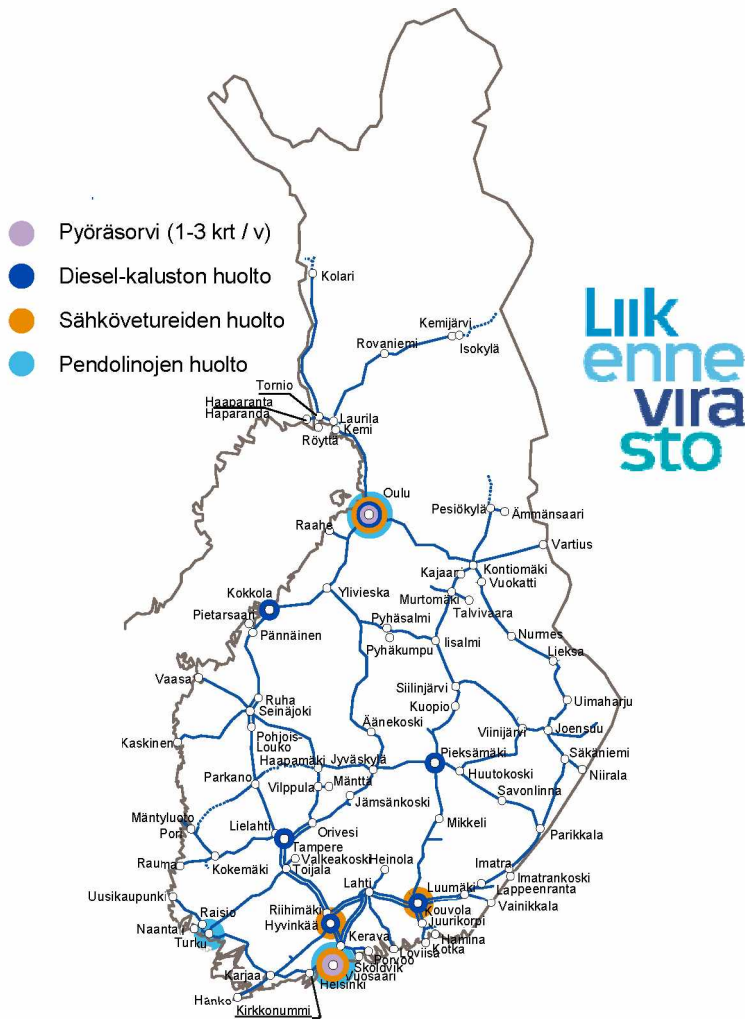 Pyöräsorvi (1-3 krt / v)
Diesel-kaluston huolto
Sähkövetureiden huolto
Pendolinojen huolto
Liik
enne
vira
sto
Kolari
Kemijärvi
Isokylä
Rovaniemi
Tornio
Haaparanta
Haparanda
Laurila
Kemi
Röyttä
Oulu
Raahe
Pesiökylä
Ämmänsaari
Vartius
Kontiomäki
Kajaani
Vuokatti
Murtomäki
Talvivaara
Ylivieska
Kokkola
Pietarsaari
Pännäinen
Pyhäsalmi
Pyhäkumpu
Iisalmi
Nurmes
Lieksa
Vaasa
Ruha
Seinäjoki
Siilinjärvi
Kuopio
Uimaharju
Viinijärvi
Joensuu
Kaskinen
Pohjois-
Louko
Äänekoski
Haapamäki
Jyväskylä
Pieksämäki
Huutokoski
Säkäniemi
Niirala
Parkano
Vilppula
Mänttä
Jämsänkoski
Savonlinna
Mäntyluoto
Pori
Lielahti
Orivesi
Mikkeli
Parikkala
Tampere
Valkeakoski
Heinola
Rauma
Kokemäki
Toijala
Imatra
Imatrankoski
Lahti
Luumäki
Lappeenranta
Uusikaupunki
Vainikkala
Raisio
Riihimäki
Kouvola
Naantali
Hyvinkää
Juurikorpi
Turku
Kerava
Hamina
Kotka
Loviisa
Porvoo
Sköldvik
Karjaa
Vuosaari
Helsinki
Hanko
Kirkkonummi